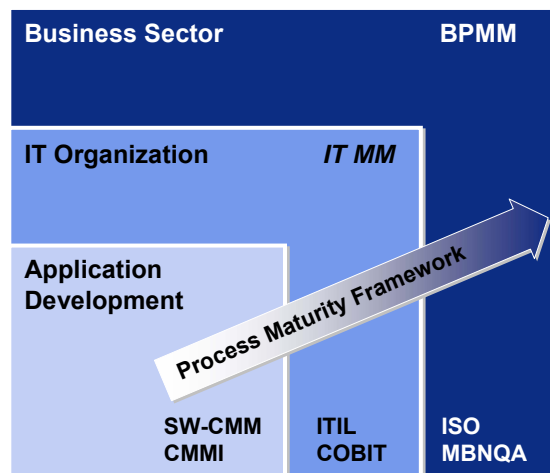 Business Sector BPMM
IT Organization IT MM
Application
Development
Process Maturity Framework
SW-CMM
CMMI
ITIL
COBIT
ISO
MBNQA